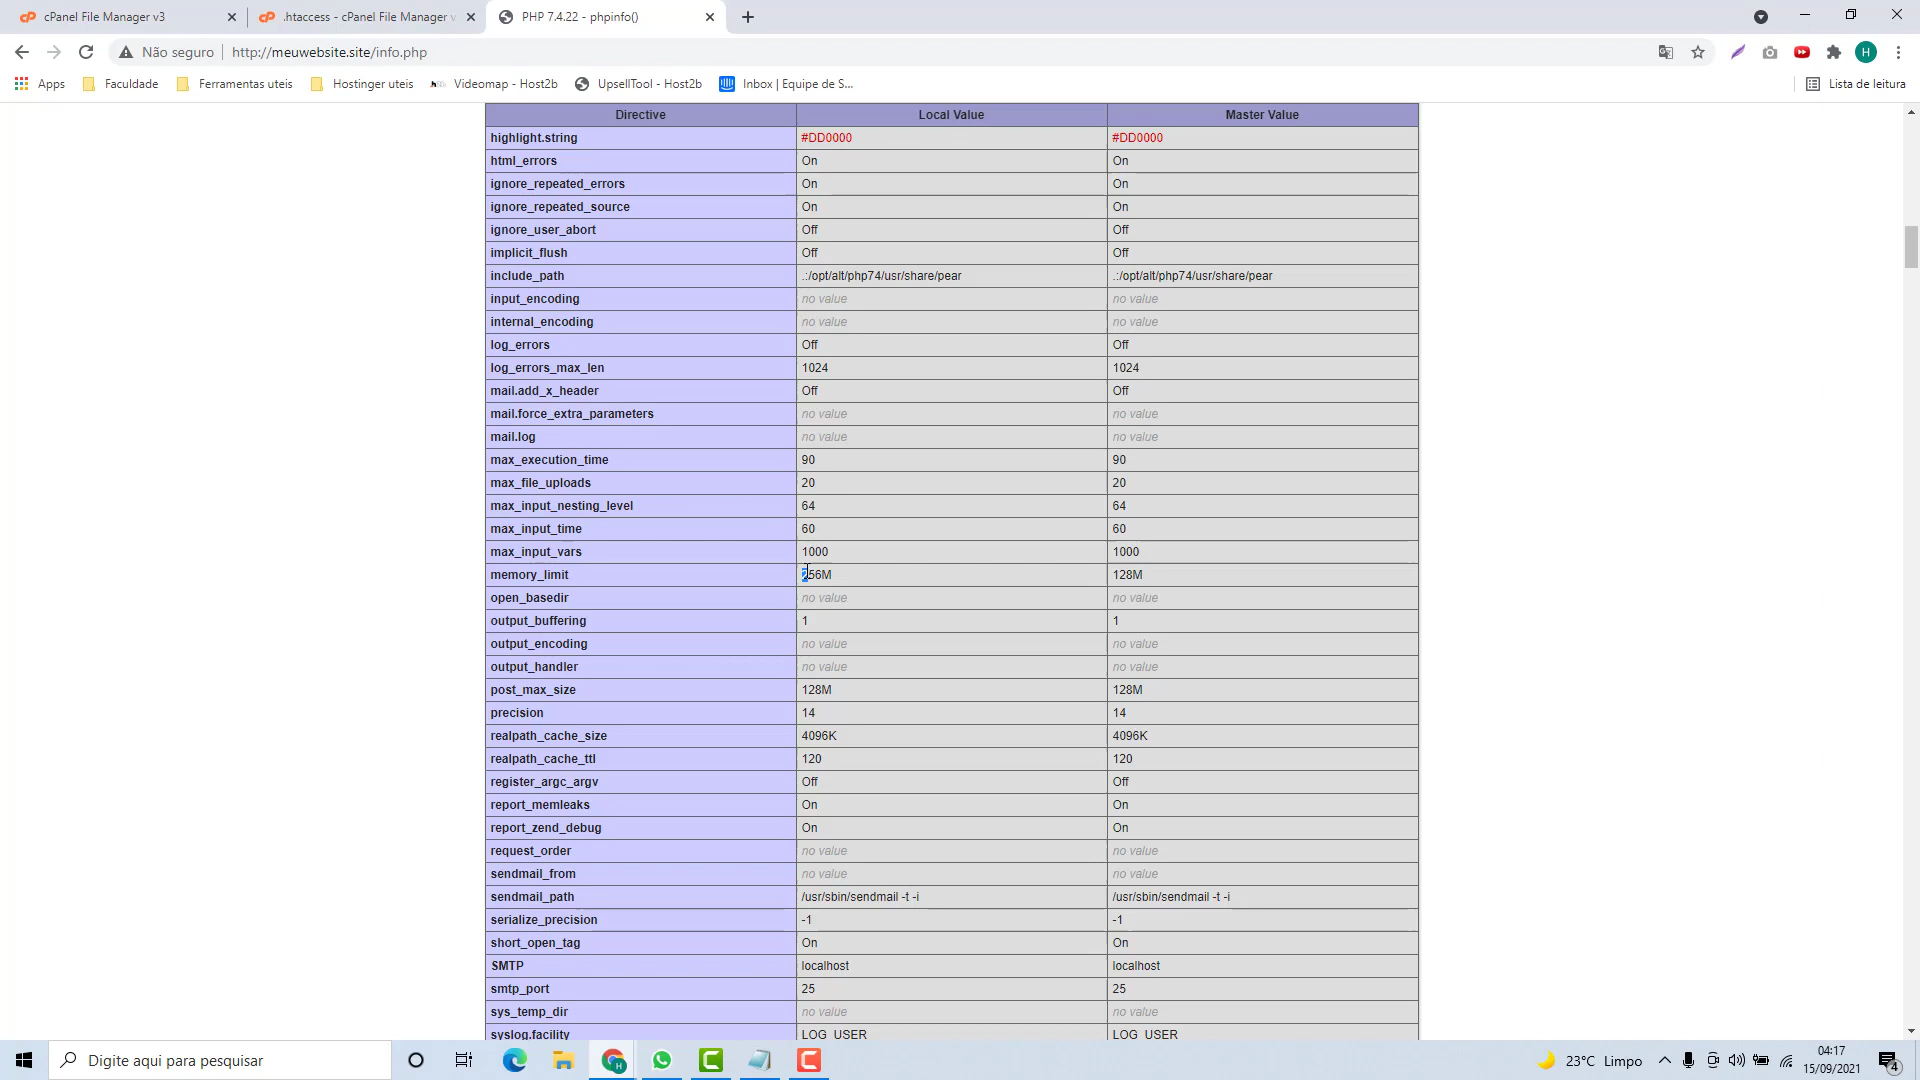 cPanel File Manager v3
.htaccess - cPanel File Manager v
PHP 7.4.22 - phpinfo()
Não seguro
http://meuwebsite.site/info.php
H
Apps
Faculdade
Ferramentas uteis
Hostinger uteis
Videomap - Host2b
UpsellTool - Host2b
Inbox | Equipe de S...
Lista de leitura
Directive Local Value Master Value
highlight.string #DD0000 #DD0000
html_errors On On
ignore_repeated_errors On On
ignore_repeated_source On On
ignore_user_abort Off Off
implicit_flush Off Off
include_path .:/opt/alt/php74/usr/share/pear .:/opt/alt/php74/usr/share/pear
input_encoding no value no value
internal_encoding no value no value
log_errors Off Off
log_errors_max_len 1024 1024
mail.add_x_header Off Off
mail.force_extra_parameters no value no value
mail.log no value no value
max_execution_time 90 90
max_file_uploads 20 20
max_input_nesting_level 64 64
max_input_time 60 60
max_input_vars 1000 1000
memory_limit 256M 128M
open_basedir no value no value
output_buffering 1 1
output_encoding no value no value
output_handler no value no value
post_max_size 128M 128M
precision 14 14
realpath_cache_size 4096K 4096K
realpath_cache_ttl 120 120
register_argc_argv Off Off
report_memleaks On On
report_zend_debug On On
request_order no value no value
sendmail_from no value no value
sendmail_path /usr/sbin/sendmail -t -i /usr/sbin/sendmail -t -i
serialize_precision -1 -1
short_open_tag On On
SMTP localhost localhost
smtp_port 25 25
sys_temp_dir no value no value
syslog.facility LOG_USER LOG_USER
Digite aqui para pesquisar
23°C Limpo
04:17
15/09/2021
4